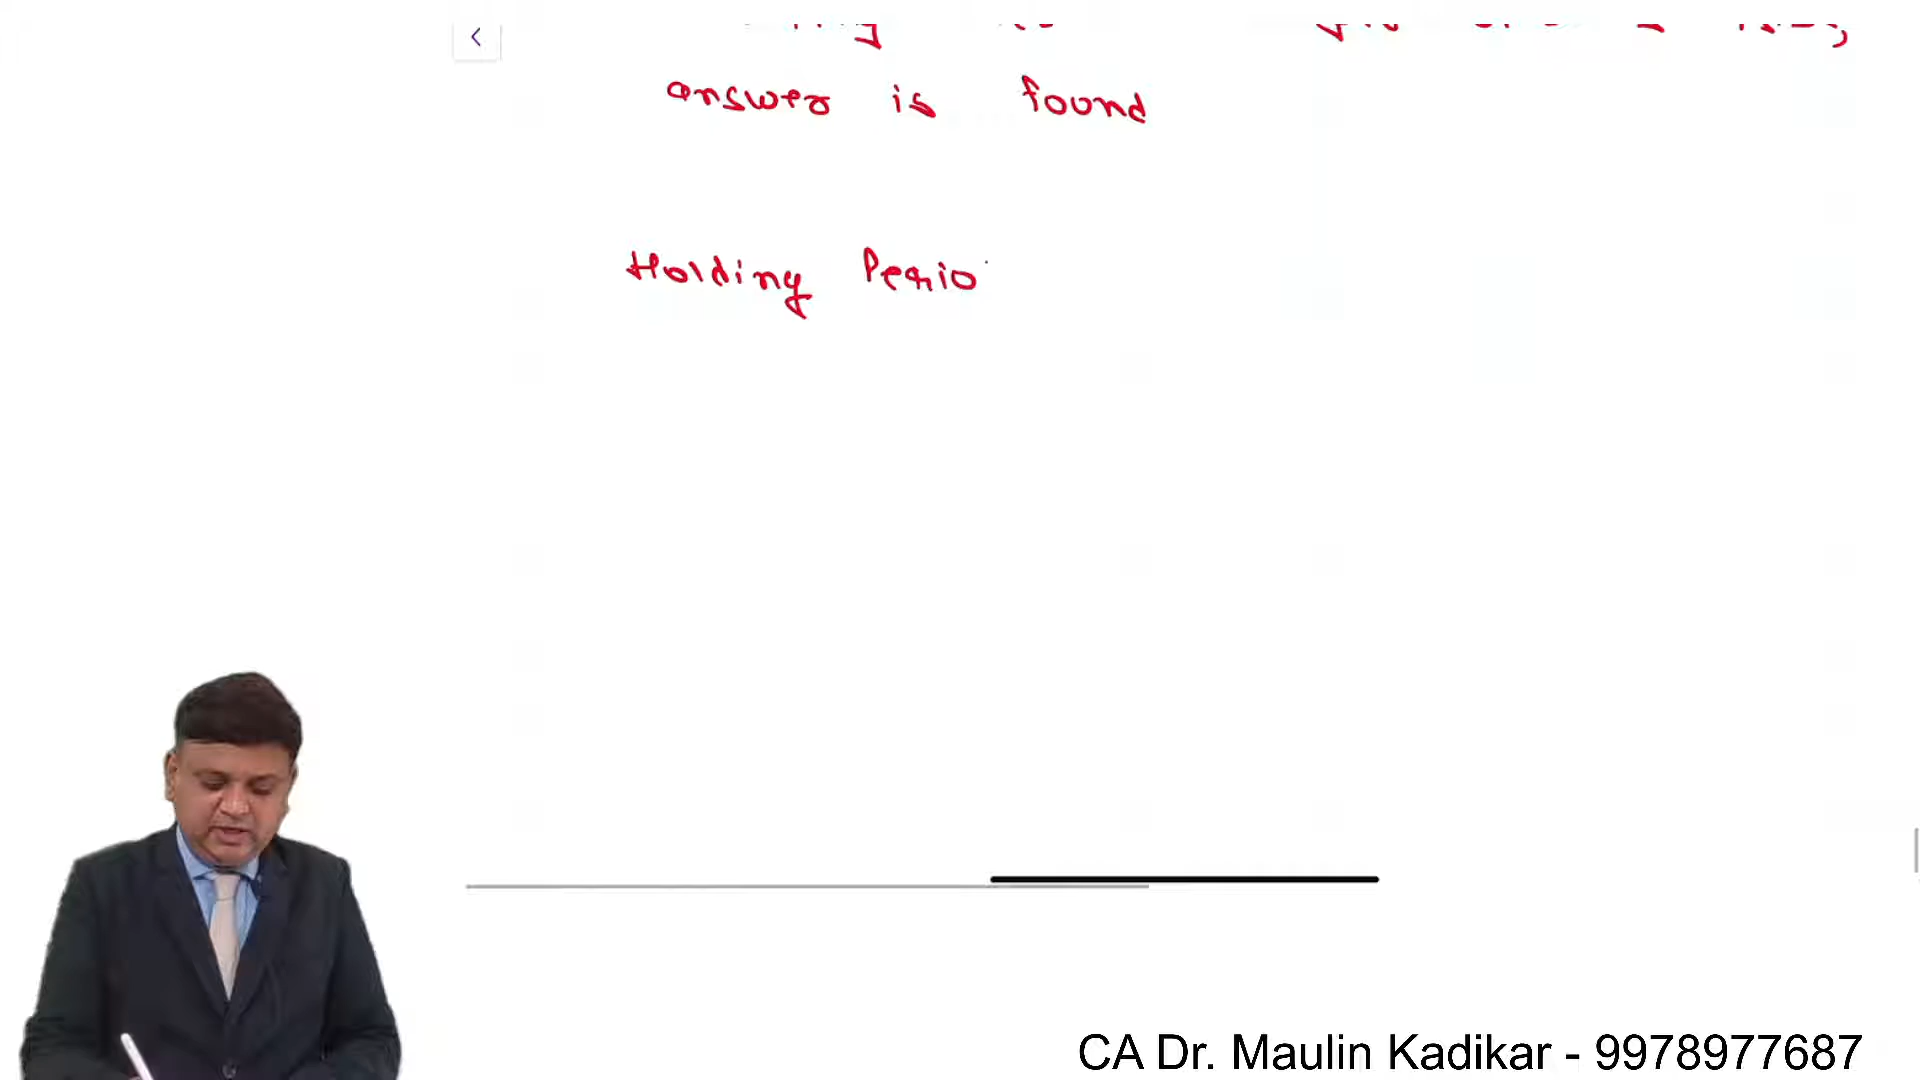 answer is found
Holding Perio
CA Dr. Maulin Kadikar - 9978977687